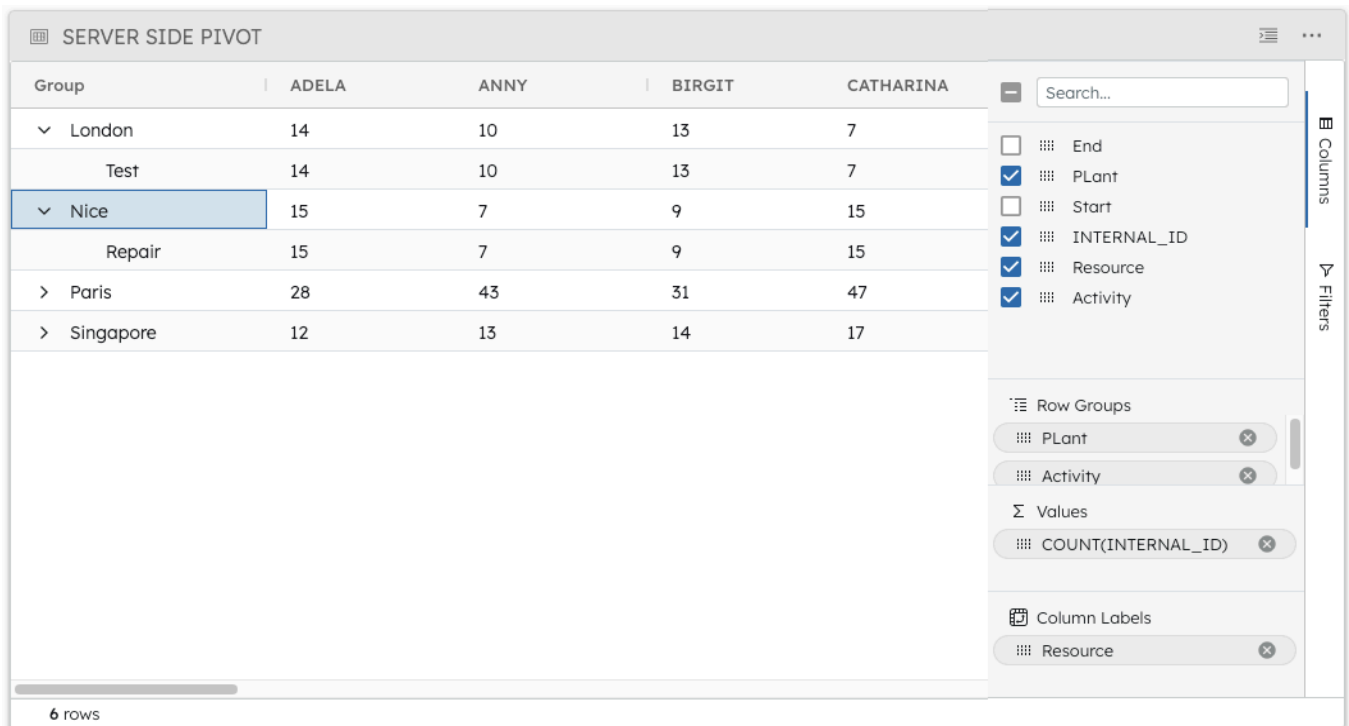 SERVER SIDE PIVOT
Group ADELA ANNY BIRGIT CATHARINA
London 14 10 13 7
Test 14 10 13 7
Nice 15 7 9 15
Repair 15 7 9 15
Paris 28 43 31 47
Singapore 12 13 14 17
6 rows
Search...
End
PLant
Start
INTERNAL_ID
Resource
Activity
Row Groups
PLant
Activity
Values
COUNT(INTERNAL_ID)
Column Labels
Resource
Columns
Filters